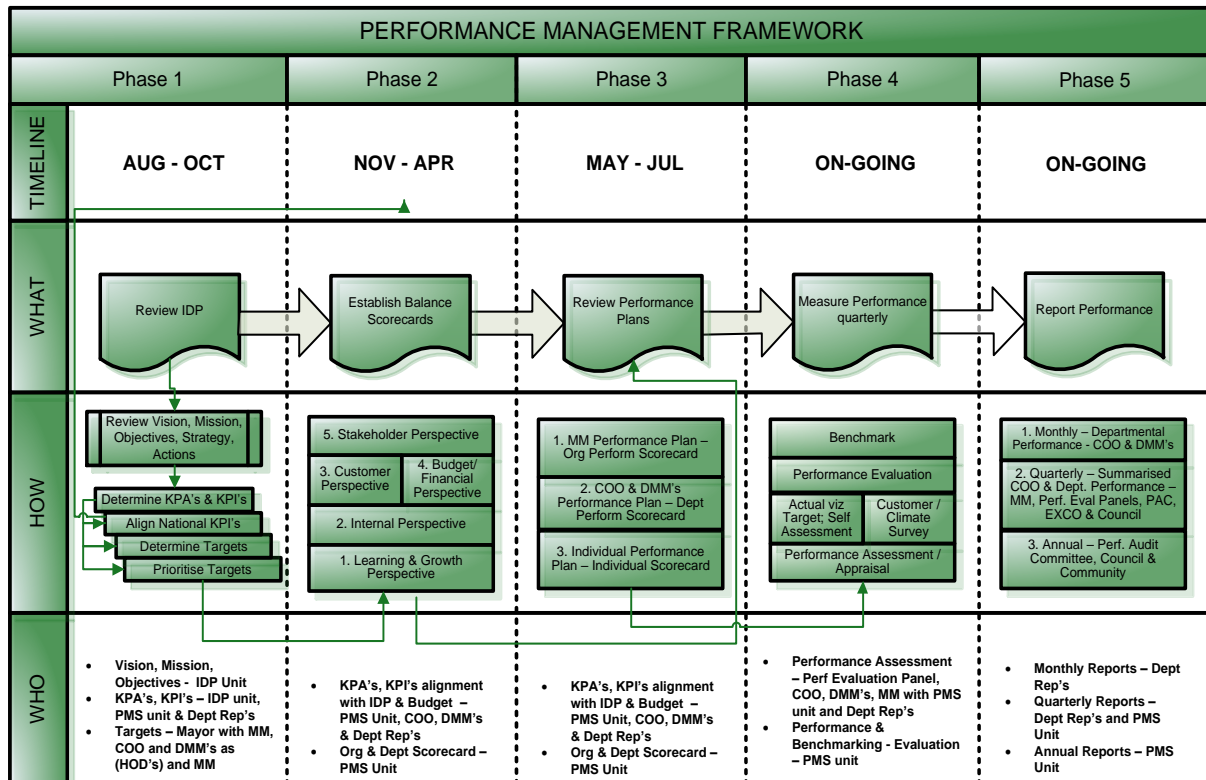 PERFORMANCE MANAGEMENT FRAMEWORK
Phase 1
Phase 2
Phase 3
Phase 4
Phase 5
TIMELINE
AUG - OCT
NOV - APR
MAY - JUL
ON-GOING
ON-GOING
WHAT
Review IDP
Establish Balance
Scorecards
Review Performance
Plans
Measure Performance
quarterly
Report Performance
HOW
Review Vision, Mission,
Objectives, Strategy,
Actions
Determine KPA's & KPI's
Align National KPI's
Determine Targets
Prioritise Targets
5. Stakeholder Perspective
3. Customer
Perspective
4. Budget/
Financial
Perspective
2. Internal Perspective
1. Learning & Growth
Perspective
1. MM Performance Plan –
Org Perform Scorecard
2. COO & DMM's
Performance Plan – Dept
Perform Scorecard
3. Individual Performance
Plan – Individual Scorecard
Benchmark
Performance Evaluation
Actual viz
Target; Self
Assessment
Customer /
Climate
Survey
Performance Assessment /
Appraisal
1. Monthly – Departmental
Performance - COO & DMM's
2. Quarterly – Summarised
COO & Dept. Performance –
MM, Perf. Eval Panels, PAC,
EXCO & Council
3. Annual – Perf. Audit
Committee, Council &
Community
WHO
• Vision, Mission,
Objectives - IDP Unit
• KPA's, KPI's – IDP unit,
PMS unit & Dept Rep's
• Targets – Mayor with MM,
COO and DMM's as
(HOD's) and MM
• KPA's, KPI's alignment
with IDP & Budget –
PMS Unit, COO, DMM's
& Dept Rep's
• Org & Dept Scorecard –
PMS Unit
• KPA's, KPI's alignment
with IDP & Budget –
PMS Unit, COO, DMM's
& Dept Rep's
• Org & Dept Scorecard –
PMS Unit
• Performance Assessment
– Perf Evaluation Panel,
COO, DMM's, MM with PMS
unit and Dept Rep's
• Performance &
Benchmarking - Evaluation
– PMS unit
• Monthly Reports – Dept
Rep's
• Quarterly Reports –
Dept Rep's and PMS
Unit
• Annual Reports – PMS
Unit